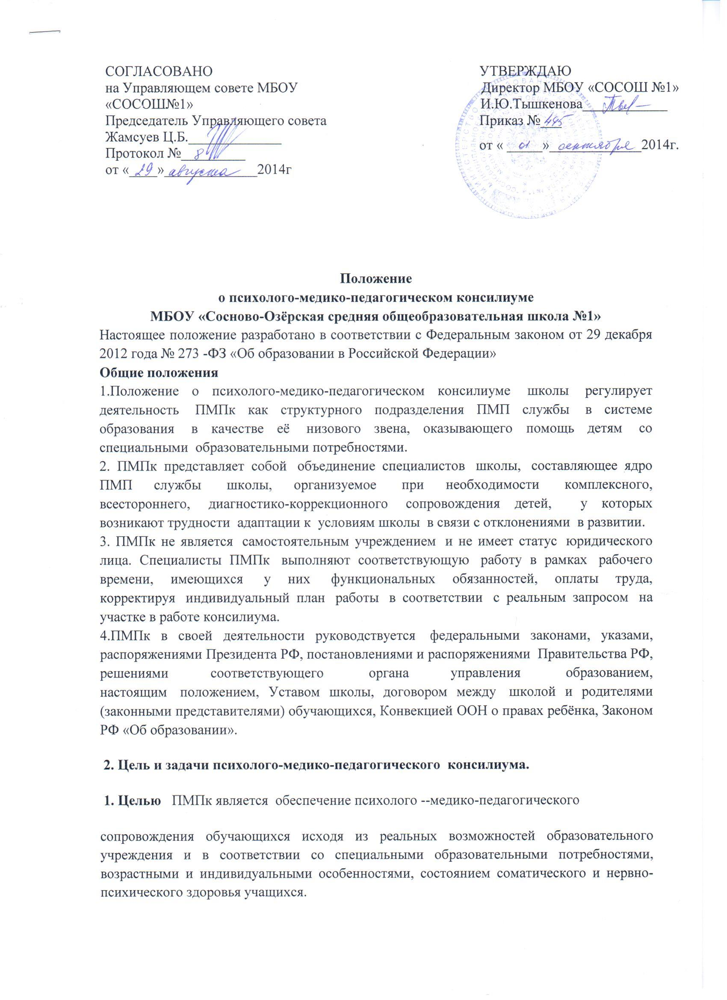 СОГЛАСОВАНО
на Управляющем совете МБОУ
«СОСОШ№1»
Председатель Управляющего совета
Жамсуев Ц.Б.
Протокол № 8
от «29» августа 2014г
УТВЕРЖДАЮ
Директор МБОУ «СОСОШ №1»
И.Ю.Тышкенова
Приказ № 445
от « 01 » сентября 2014г.
Положение
о психолого-медико-педагогическом консилиуме
МБОУ «Сосново-Озёрская средняя общеобразовательная школа №1»
Настоящее положение разработано в соответствии с Федеральным законом от 29 декабря
2012 года № 273 -ФЗ «Об образовании в Российской Федерации»
Общие положения
1.Положение о психолого-медико-педагогическом консилиуме школы регулирует
деятельность ПМПк как структурного подразделения ПМП службы в системе
образования в качестве её низового звена, оказывающего помощь детям со
специальными образовательными потребностями.
2. ПМПк представляет собой объединение специалистов школы, составляющее ядро
ПМП службы школы, организуемое при необходимости комплексного,
всестороннего, диагностико-коррекционного сопровождения детей, у которых
возникают трудности адаптации к условиям школы в связи с отклонениями в развитии.
3. ПМПк не является самостоятельным учреждением и не имеет статус юридического
лица. Специалисты ПМПк выполняют соответствующую работу в рамках рабочего
времени, имеющихся у них функциональных обязанностей, оплаты труда,
корректируя индивидуальный план работы в соответствии с реальным запросом на
участке в работе консилиума.
4.ПМПк в своей деятельности руководствуется федеральными законами, указами,
распоряжениями Президента РФ, постановлениями и распоряжениями Правительства РФ,
решениями соответствующего органа управления образованием,
настоящим положением, Уставом школы, договором между школой и родителями
(законными представителями) обучающихся, Конвекцией ООН о правах ребёнка, Законом
РФ «Об образовании».
2. Цель и задачи психолого-медико-педагогического консилиума.
1. Целью ПМПк является обеспечение психолого --медико-педагогического
сопровождения обучающихся исходя из реальных возможностей образовательного
учреждения и в соответствии со специальными образовательными потребностями,
возрастными и индивидуальными особенностями, состоянием соматического и нервно-
психического здоровья учащихся.